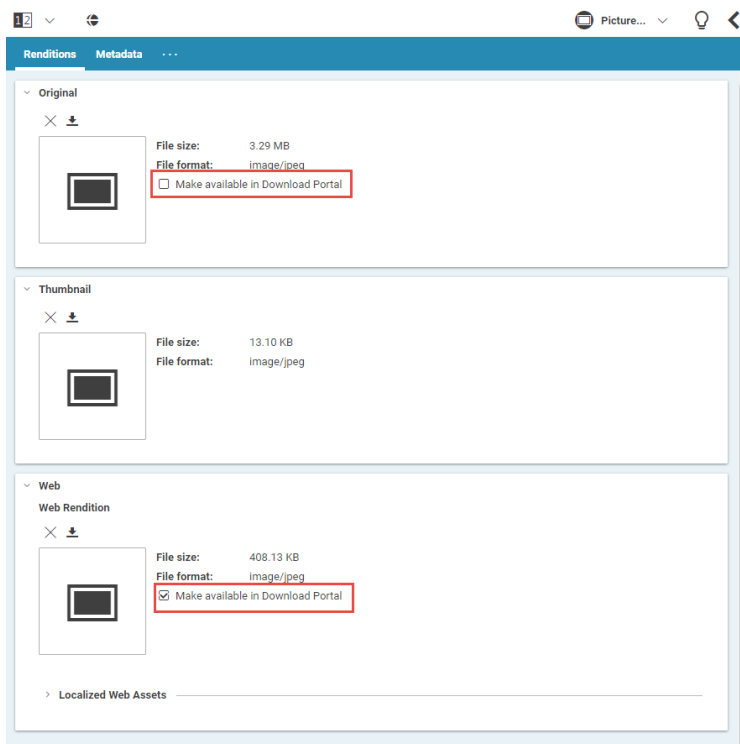 12 Picture...
Renditions Metadata ...
Original
File size: 3.29 MB
File format: image/jpeg
Make available in Download Portal
Thumbnail
File size: 13.10 KB
File format: image/jpeg
Web
Web Rendition
File size: 408.13 KB
File format: image/jpeg
Make available in Download Portal
Localized Web Assets